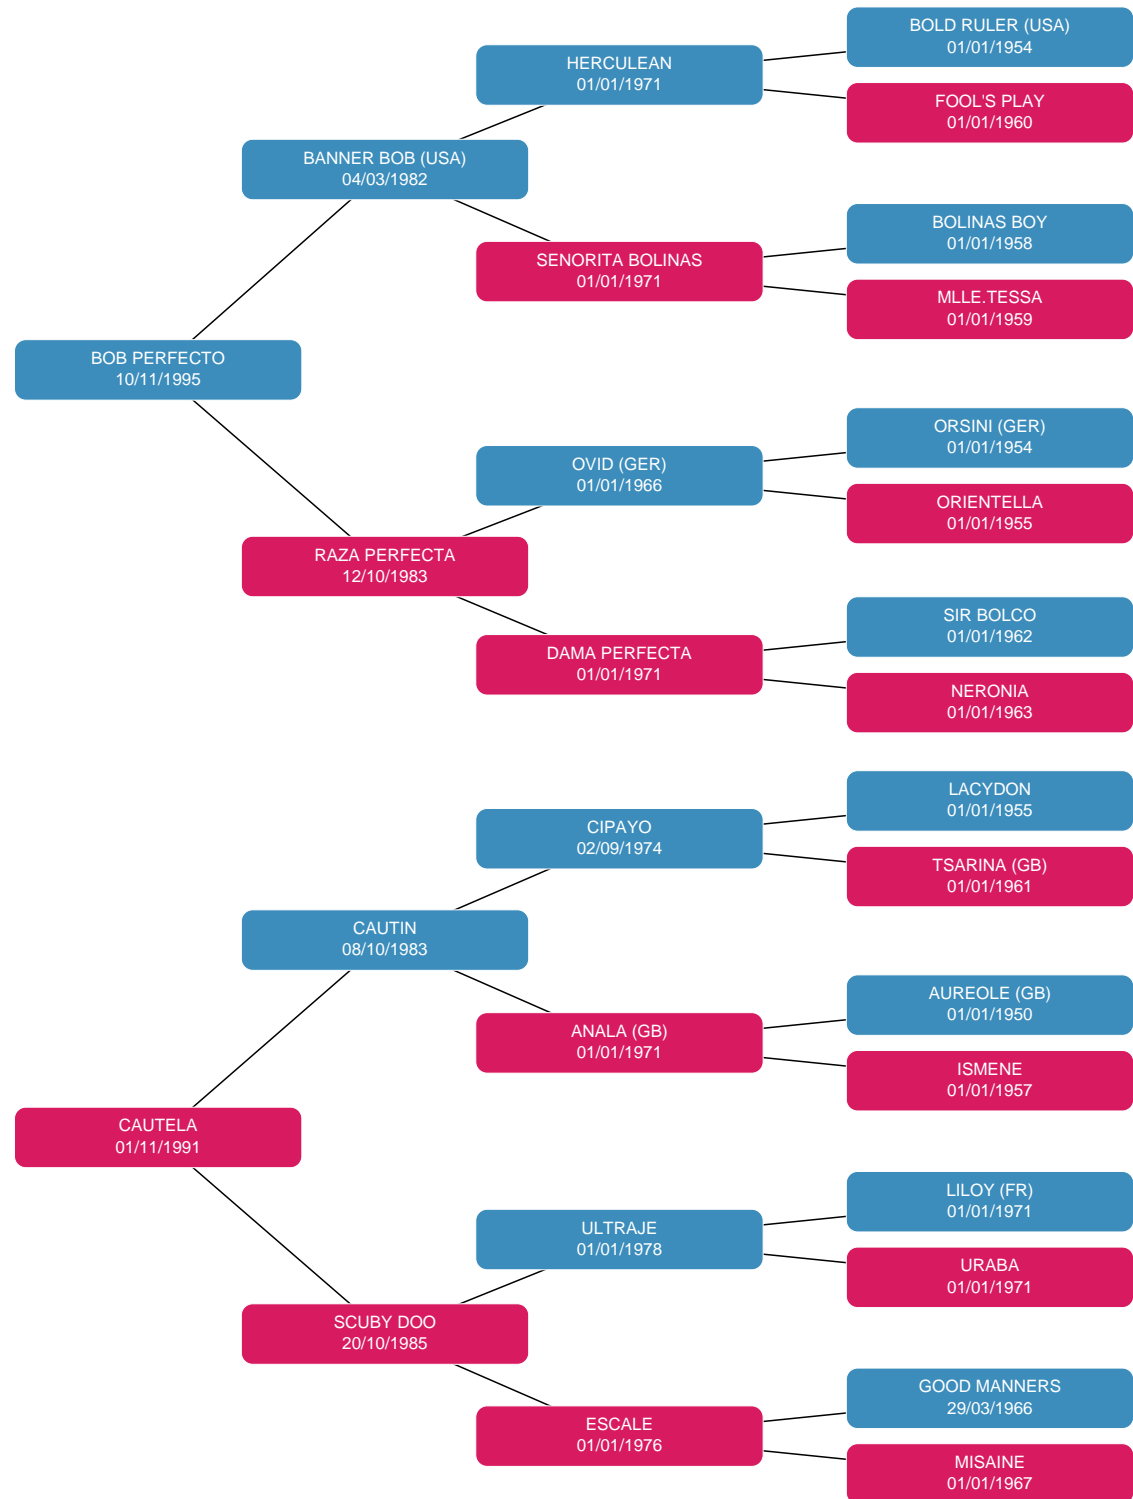 BOLD RULER (USA)
01/01/1954
HERCULEAN
01/01/1971
FOOL'S PLAY
01/01/1960
BANNER BOB (USA)
04/03/1982
BOLINAS BOY
01/01/1958
SENORITA BOLINAS
01/01/1971
MLLE.TESSA
01/01/1959
BOB PERFECTO
10/11/1995
ORSINI (GER)
01/01/1954
OVID (GER)
01/01/1966
ORIENTELLA
01/01/1955
RAZA PERFECTA
12/10/1983
SIR BOLCO
01/01/1962
DAMA PERFECTA
01/01/1971
NERONIA
01/01/1963
LACYDON
01/01/1955
CIPAYO
02/09/1974
TSARINA (GB)
01/01/1961
CAUTIN
08/10/1983
AUREOLE (GB)
01/01/1950
ANALA (GB)
01/01/1971
ISMENE
01/01/1957
CAUTELA
01/11/1991
LILOY (FR)
01/01/1971
ULTRAJE
01/01/1978
URABA
01/01/1971
SCUBY DOO
20/10/1985
GOOD MANNERS
29/03/1966
ESCALE
01/01/1976
MISAINE
01/01/1967